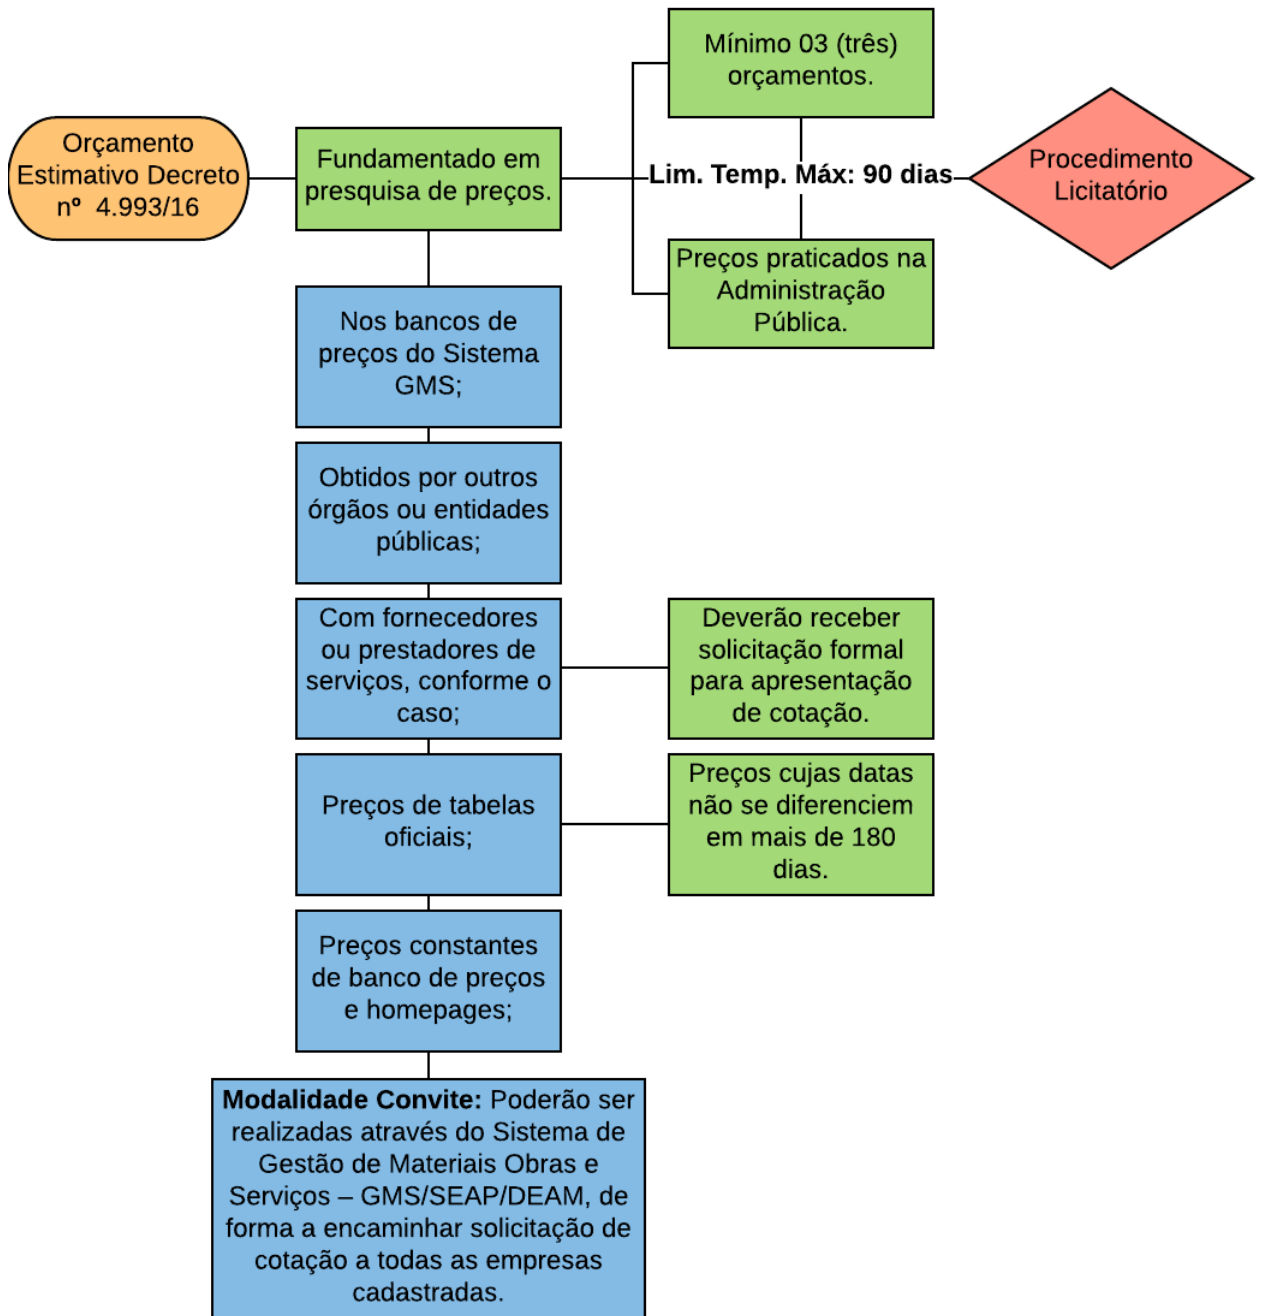 Orçamento
Estimativo Decreto
nº 4.993/16
Fundamentado em
presquisa de preços.
Mínimo 03 (três)
orçamentos.
Lim. Temp. Máx: 90 dias
Preços praticados na
Administração
Pública.
Procedimento
Licitatório
Nos bancos de
preços do Sistema
GMS;
Obtidos por outros
órgãos ou entidades
públicas;
Com fornecedores
ou prestadores de
serviços, conforme o
caso;
Deverão receber
solicitação formal
para apresentação
de cotação.
Preços de tabelas
oficiais;
Preços cujas datas
não se diferenciem
em mais de 180
dias.
Preços constantes
de banco de preços
e homepages;
Modalidade Convite: Poderão ser
realizadas através do Sistema de
Gestão de Materiais Obras e
Serviços – GMS/SEAP/DEAM, de
forma a encaminhar solicitação de
cotação a todas as empresas
cadastradas.